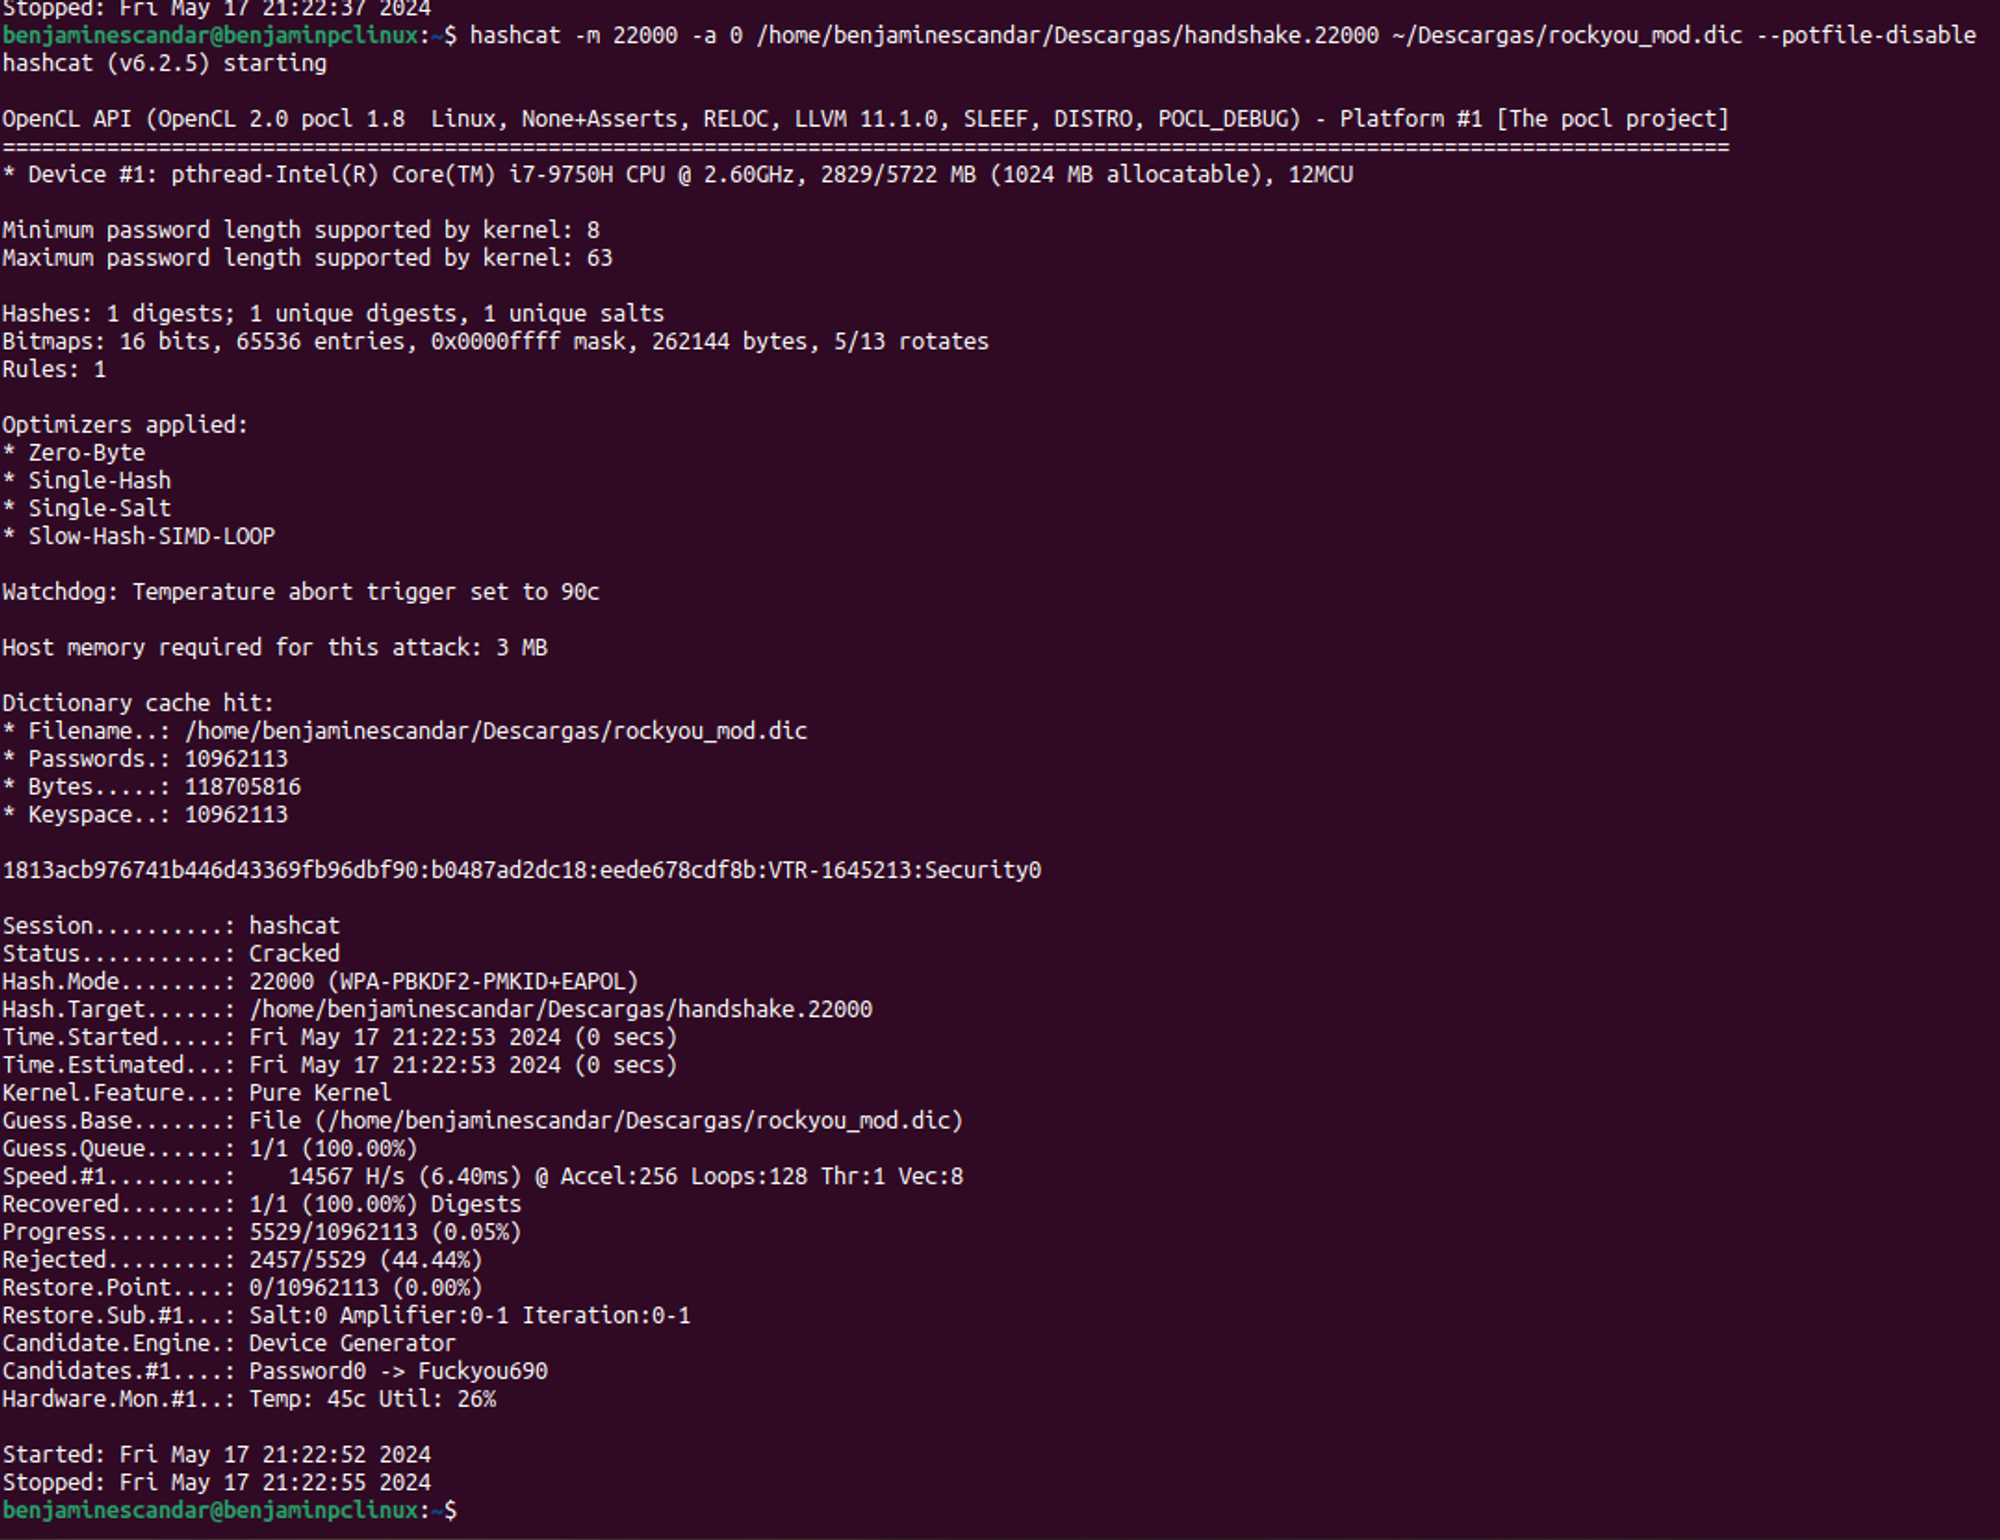 Stopped: Fri May 17 21:22:37 2024
benjaminescandar@benjaminpclinux:~$ hashcat -m 22000 -a 0 /home/benjaminescandar/Descargas/handshake.22000 ~/Descargas/rockyou_mod.dic --potfile-disable
hashcat (v6.2.5) starting

OpenCL API (OpenCL 2.0 pocl 1.8  Linux, None+Asserts, RELOC, LLVM 11.1.0, SLEEF, DISTRO, POCL_DEBUG) - Platform #1 [The pocl project]
=====================================================================================================================================
* Device #1: pthread-Intel(R) Core(TM) i7-9750H CPU @ 2.60GHz, 2829/5722 MB (1024 MB allocatable), 12MCU

Minimum password length supported by kernel: 8
Maximum password length supported by kernel: 63

Hashes: 1 digests; 1 unique digests, 1 unique salts
Bitmaps: 16 bits, 65536 entries, 0x0000ffff mask, 262144 bytes, 5/13 rotates
Rules: 1

Optimizers applied:
* Zero-Byte
* Single-Hash
* Single-Salt
* Slow-Hash-SIMD-LOOP

Watchdog: Temperature abort trigger set to 90c

Host memory required for this attack: 3 MB

Dictionary cache hit:
* Filename..: /home/benjaminescandar/Descargas/rockyou_mod.dic
* Passwords.: 10962113
* Bytes.....: 118705816
* Keyspace..: 10962113

1813acb976741b446d43369fb96dbf90:b0487ad2dc18:eede678cdf8b:VTR-1645213:Security0

Session..........: hashcat
Status...........: Cracked
Hash.Mode........: 22000 (WPA-PBKDF2-PMKID+EAPOL)
Hash.Target......: /home/benjaminescandar/Descargas/handshake.22000
Time.Started.....: Fri May 17 21:22:53 2024 (0 secs)
Time.Estimated...: Fri May 17 21:22:53 2024 (0 secs)
Kernel.Feature...: Pure Kernel
Guess.Base.......: File (/home/benjaminescandar/Descargas/rockyou_mod.dic)
Guess.Queue......: 1/1 (100.00%)
Speed.#1.........:    14567 H/s (6.40ms) @ Accel:256 Loops:128 Thr:1 Vec:8
Recovered........: 1/1 (100.00%) Digests
Progress.........: 5529/10962113 (0.05%)
Rejected.........: 2457/5529 (44.44%)
Restore.Point....: 0/10962113 (0.00%)
Restore.Sub.#1...: Salt:0 Amplifier:0-1 Iteration:0-1
Candidate.Engine.: Device Generator
Candidates.#1....: Password0 -> Fuckyou690
Hardware.Mon.#1..: Temp: 45c Util: 26%

Started: Fri May 17 21:22:52 2024
Stopped: Fri May 17 21:22:55 2024
benjaminescandar@benjaminpclinux:~$